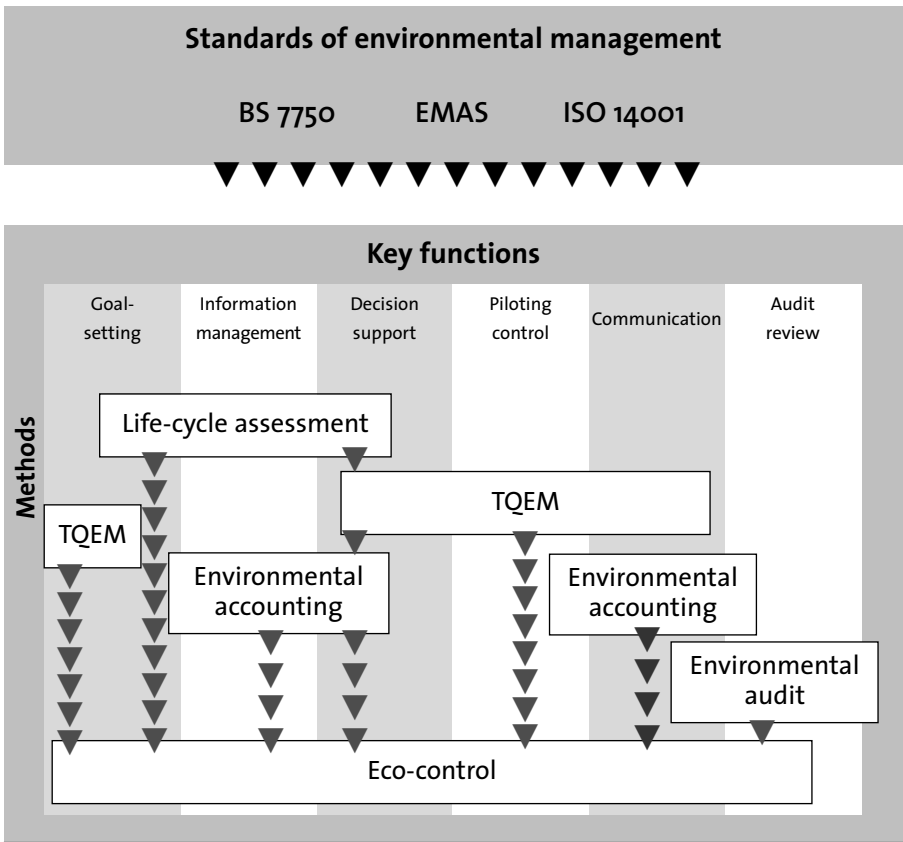 Standards of environmental management
BS 7750 EMAS ISO 14001
Key functions
Goal-
setting
Information
management
Decision
support
Piloting
control
Communication
Audit
review
Methods
Life-cycle assessment
TQEM
TQEM
Environmental
accounting
Environmental
accounting
Environmental
audit
Eco-control